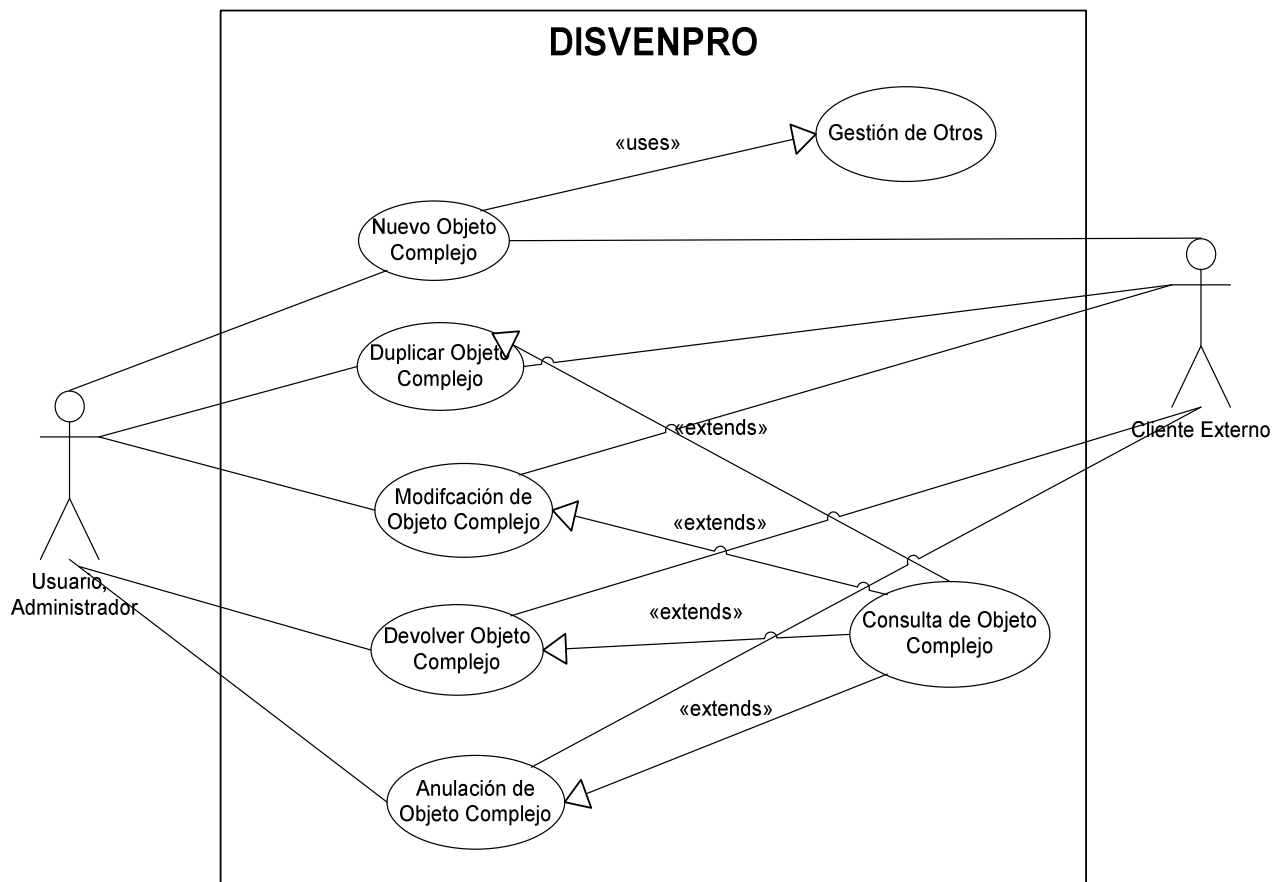 DISVENPRO
Gestión de Otros
«uses»
Nuevo Objeto
Complejo
Duplicar Objeto
Complejo
«extends»
Cliente Externo
Modifcación de
Objeto Complejo
«extends»
Usuario,
Administrador
«extends»
Devolver Objeto
Complejo
Consulta de Objeto
Complejo
«extends»
Anulación de
Objeto Complejo